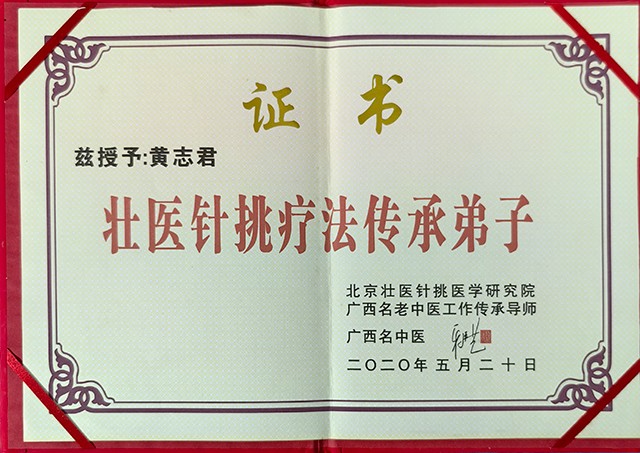 证书
兹授予:黄志君
壮医针挑疗法传承弟子
北京壮医针挑医学研究院
广西名老中医工作传承导师
广西名中医
二〇二〇年五月二十日